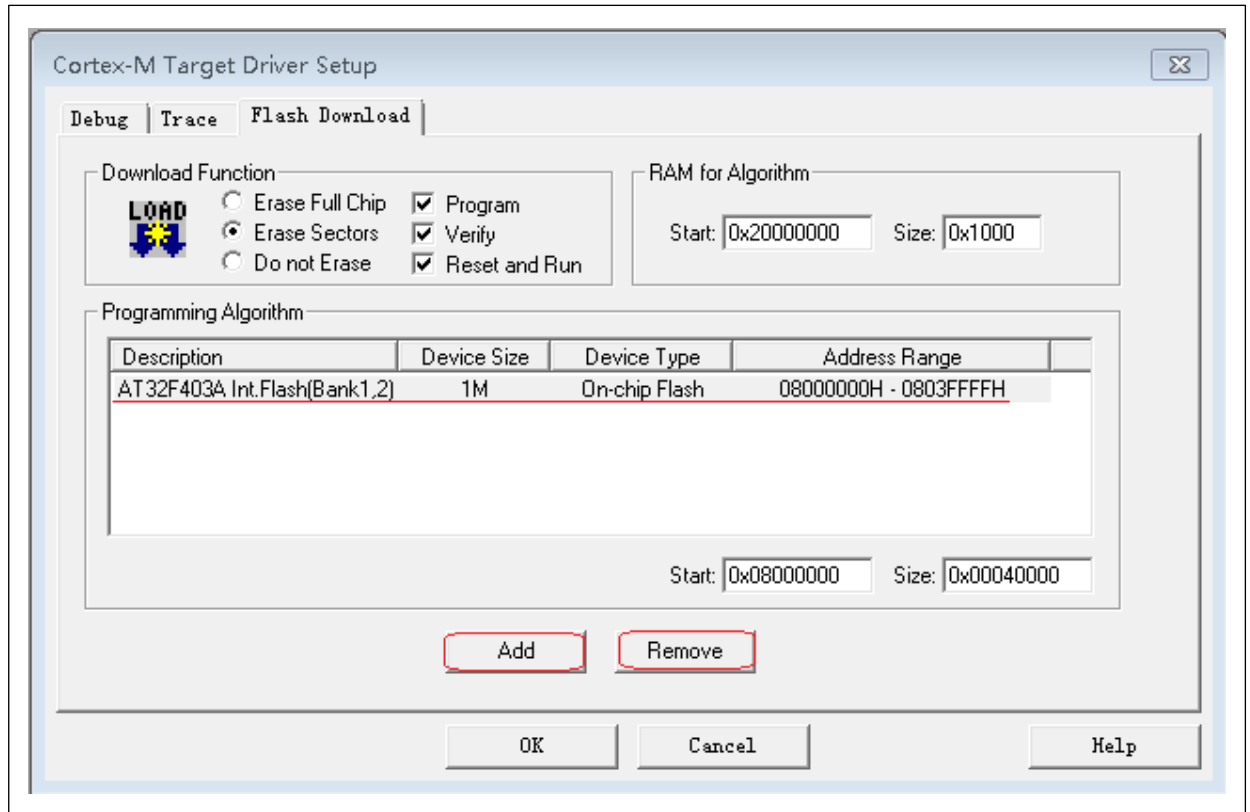 Cortex-M Target Driver Setup
Debug Trace Flash Download
Download Function
LOAD
Erase Full Chip
Erase Sectors
Do not Erase
Program
Verify
Reset and Run
RAM for Algorithm
Start: 0x20000000 Size: 0x1000
Programming Algorithm
Description Device Size Device Type Address Range
AT32F403A Int.Flash(Bank1,2) 1M On-chip Flash 08000000H - 0803FFFFH
Start: 0x08000000 Size: 0x00040000
Add Remove
OK Cancel Help